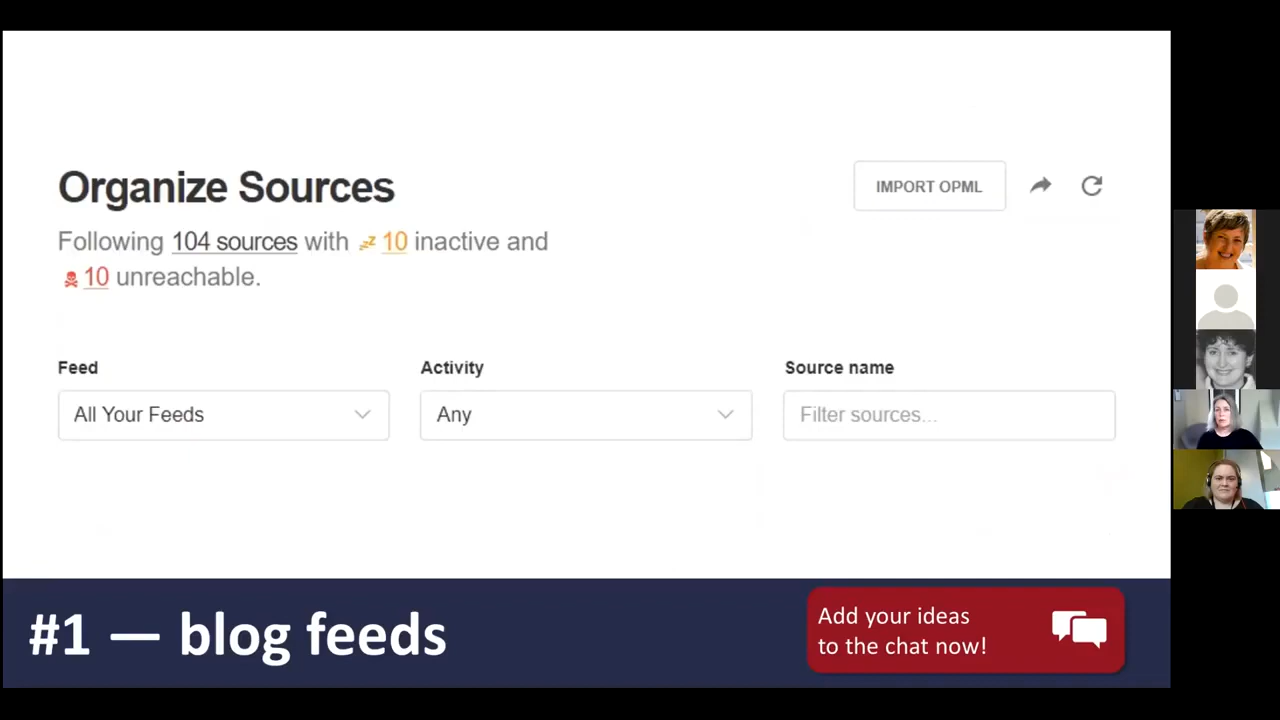 Organize Sources
IMPORT OPML
Following 104 sources with 10 inactive and
10 unreachable.
Feed
Activity
Source name
All Your Feeds
Any
Filter sources...
#1 — blog feeds
Add your ideas
to the chat now!